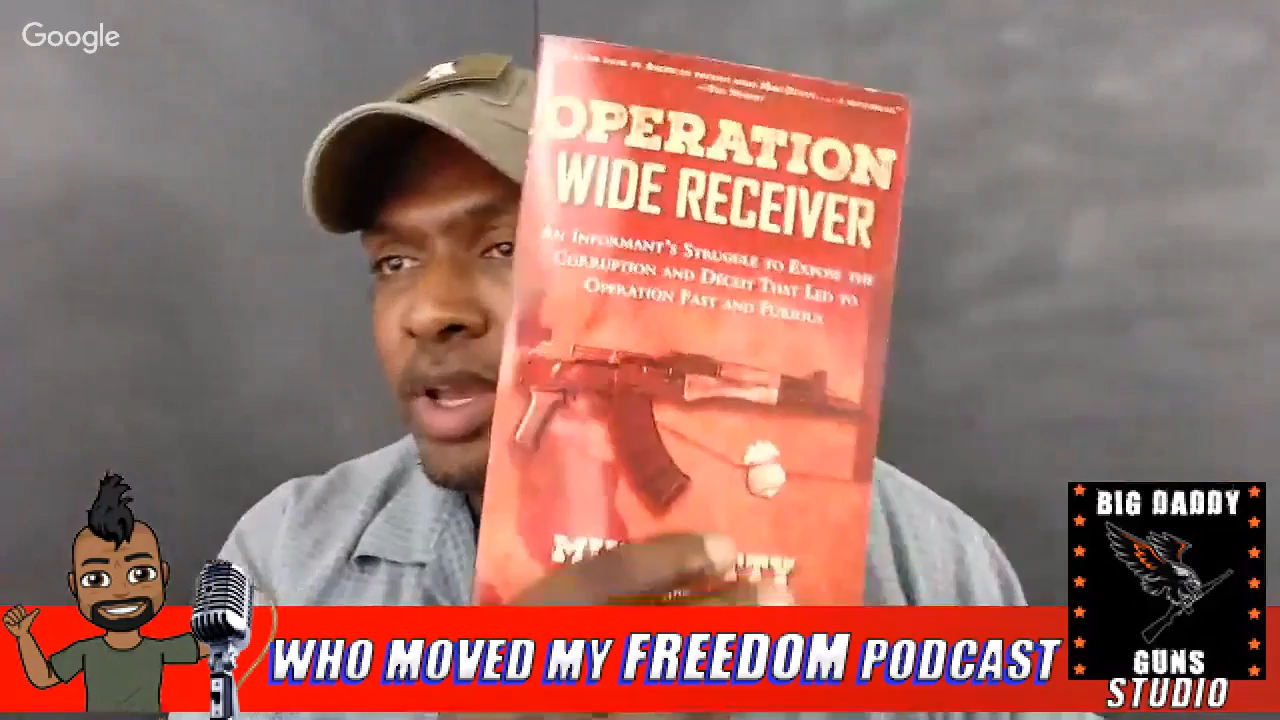 Google
OPERATION
WIDE RECEIVER
AN INFORMANT'S STRUGGLE TO EXPOSE THE
CORRUPTION AND DECEIT THAT LED TO
OPERATION FAST AND FURIOUS
WHO MOVED MY FREEDOM PODCAST
BIG DADDY
GUNS
STUDIO